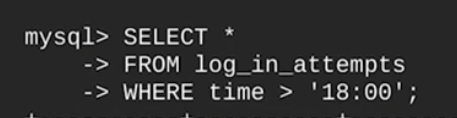 mysql> SELECT *
    -> FROM log_in_attempts
    -> WHERE time > '18:00';